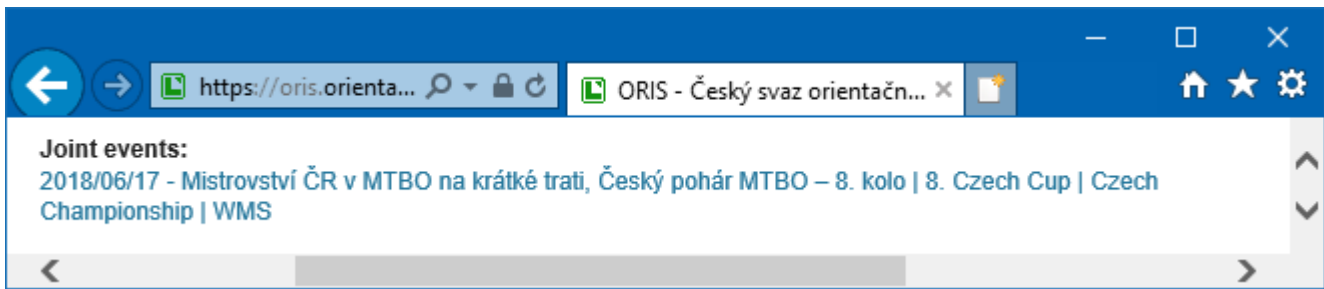 https://oris.orienta...
ORIS - Český svaz orientačn...
Joint events:
2018/06/17 - Mistrovství ČR v MTBO na krátké trati, Český pohár MTBO – 8. kolo | 8. Czech Cup | Czech
Championship | WMS